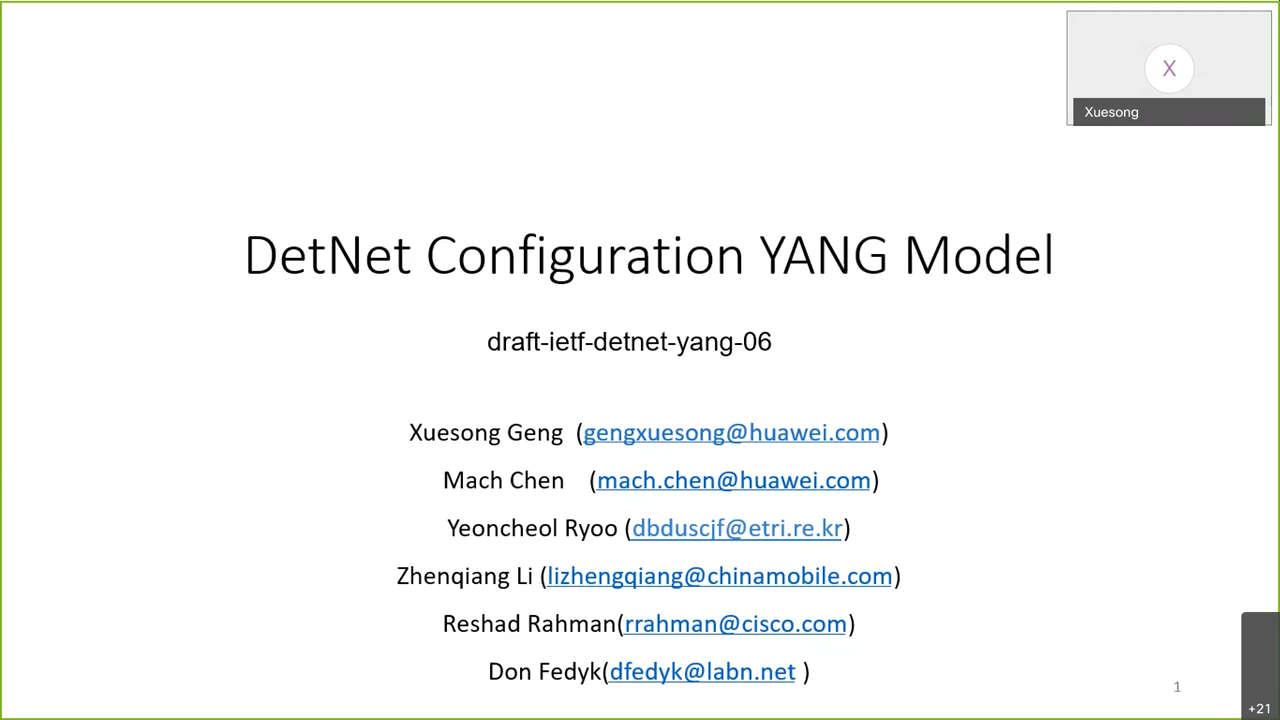 X
Xuesong
DetNet Configuration YANG Model
draft-ietf-detnet-yang-06
Xuesong Geng (gengxuesong@huawei.com)
Mach Chen (mach.chen@huawei.com)
Yeoncheol Ryoo (dbduscjf@etri.re.kr)
Zhenqiang Li (lizhengqiang@chinamobile.com)
Reshad Rahman(rrahman@cisco.com)
Don Fedyk(dfedyk@labn.net )
1
+21